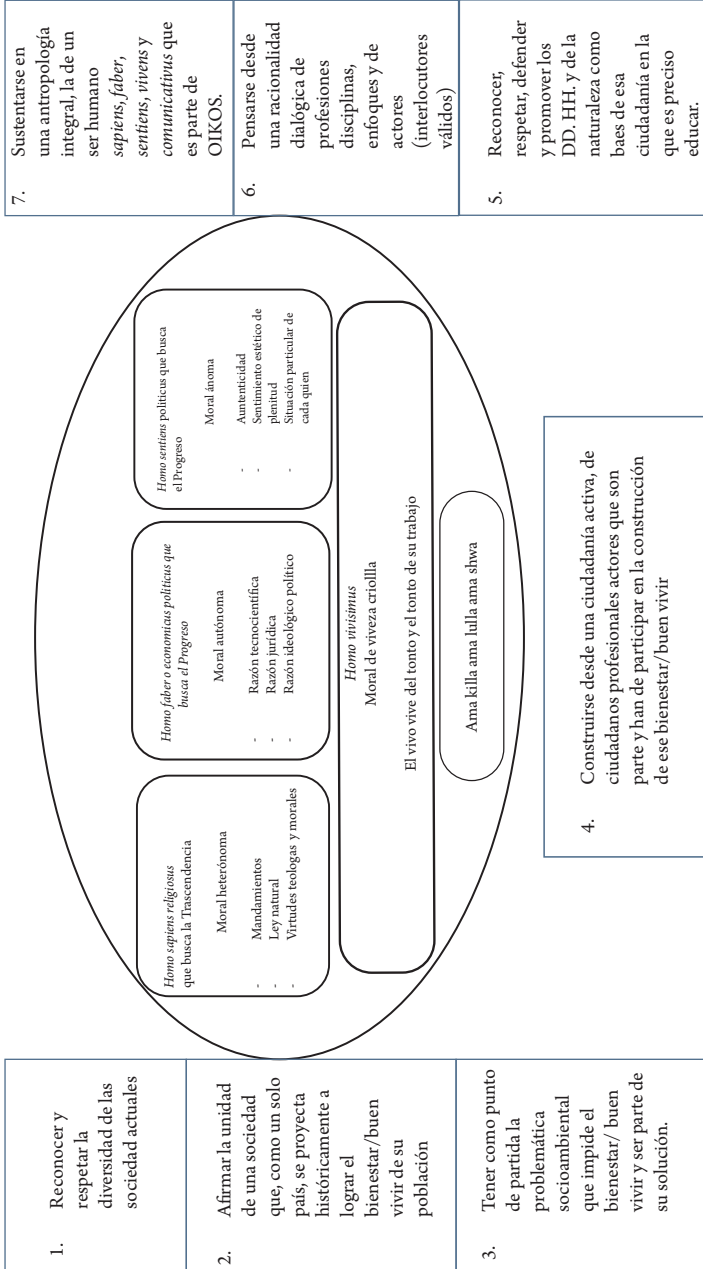 1. Reconocer y
respetar la
diversidad de las
sociedad actuales
2. Afirmar la unidad
de una sociedad
que, como un solo
país, se proyecta
históricamente a
lograr el
bienestar/buen
vivir de su
población
3. Tener como punto
de partida la
problemática
socioambiental
que impide el
bienestar/ buen
vivir y ser parte de
su solución.
Homo sapiens religiosus
que busca la Trascendencia
Moral heterónoma
- Mandamientos
- Ley natural
- Virtudes teologas y morales
Homo faber o economicus politicus que
busca el Progreso
Moral autónoma
- Razón tecnocientífica
- Razón jurídica
- Razón ideológico político
Homo sentiens politicus que busca
el Progreso
Moral ánoma
- Auntenticidad
- Sentimiento estético de
plenitud
- Situación particular de
cada quien
Homo vivisimus
Moral de viveza criollla
El vivo vive del tonto y el tonto de su trabajo
Ama killa ama lulla ama shwa
4. Construirse desde una ciudadanía activa, de
ciudadanos profesionales actores que son
parte y han de participar en la construcción
de ese bienestar/buen vivir
7. Sustentarse en
una antropología
integral, la de un
ser humano
sapiens, faber,
sentiens, vivens y
comunicativus que
es parte de
OIKOS.
6. Pensarse desde
una racionalidad
dialógica de
profesiones
disciplinas,
enfoques y de
actores
(interlocutores
válidos)
5. Reconocer,
respetar, defender
y promover los
DD. HH. y de la
naturaleza como
baes de esa
ciudadanía en la
que es preciso
educar.